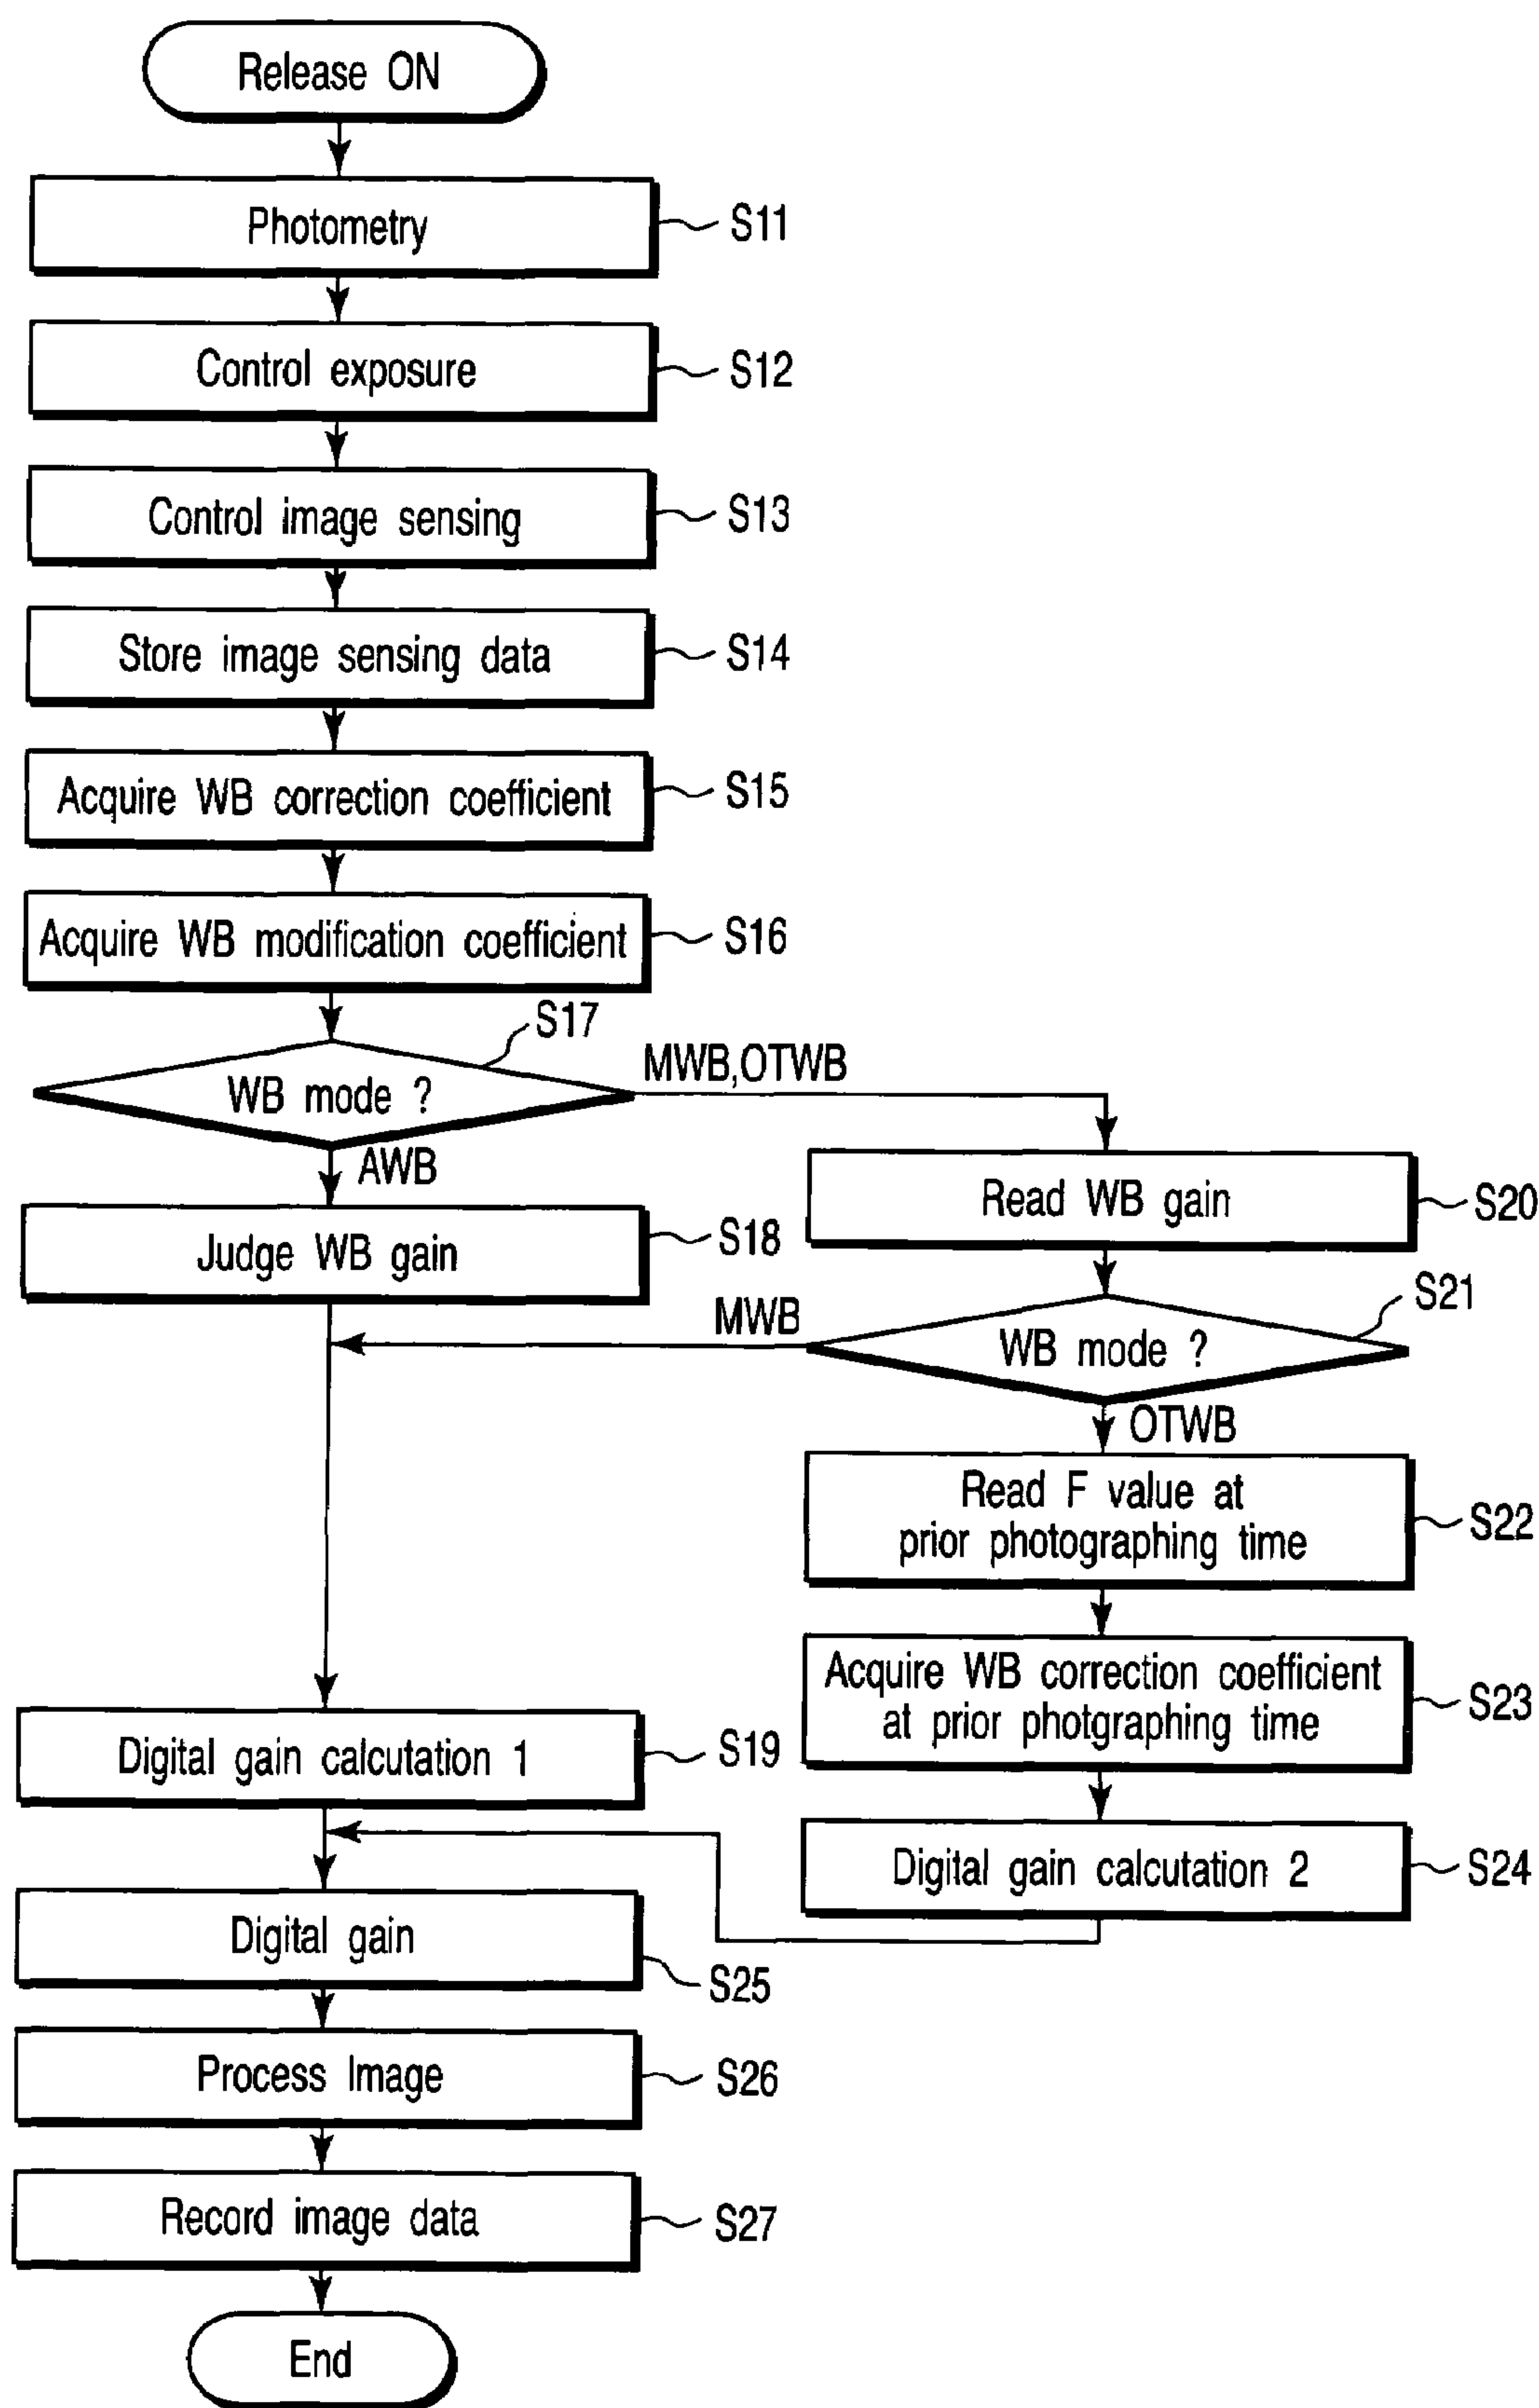 Release ON
Photometry
S11
Control exposure
S12
Control image sensing
S13
Store image sensing data
S14
Acquire WB correction coefficient
S15
Acquire WB modification coefficient
S16
S17
WB mode ?
MWB,OTWB
AWB
Judge WB gain
S18
Read WB gain
S20
S21
WB mode ?
MWB
OTWB
Read F value at
prior photographing time
S22
Acquire WB correction coefficient
at prior photgraphing time
S23
Digital gain calcutation 1
S19
Digital gain calcutation 2
S24
Digital gain
S25
Process Image
S26
Record image data
S27
End